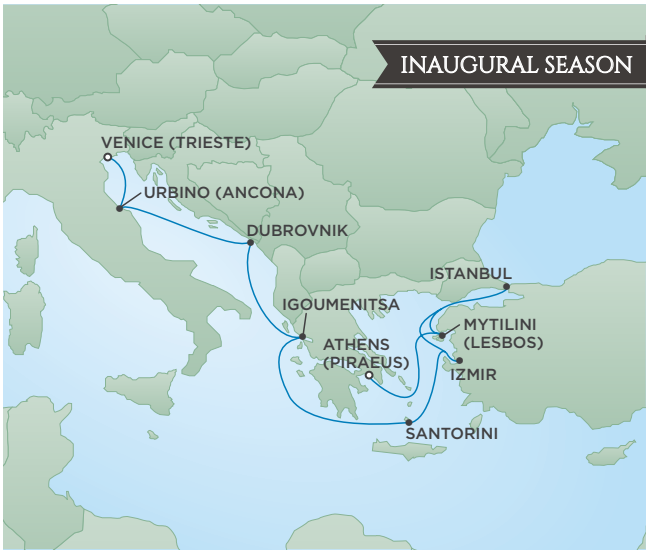 INAUGURAL SEASON
VENICE (TRIESTE)
URBINO (ANCONA)
DUBROVNIK
ISTANBUL
IGOUMENITSA
MYTILINI
(LESBOS)
ATHENS
(PIRAEUS)
IZMIR
SANTORINI